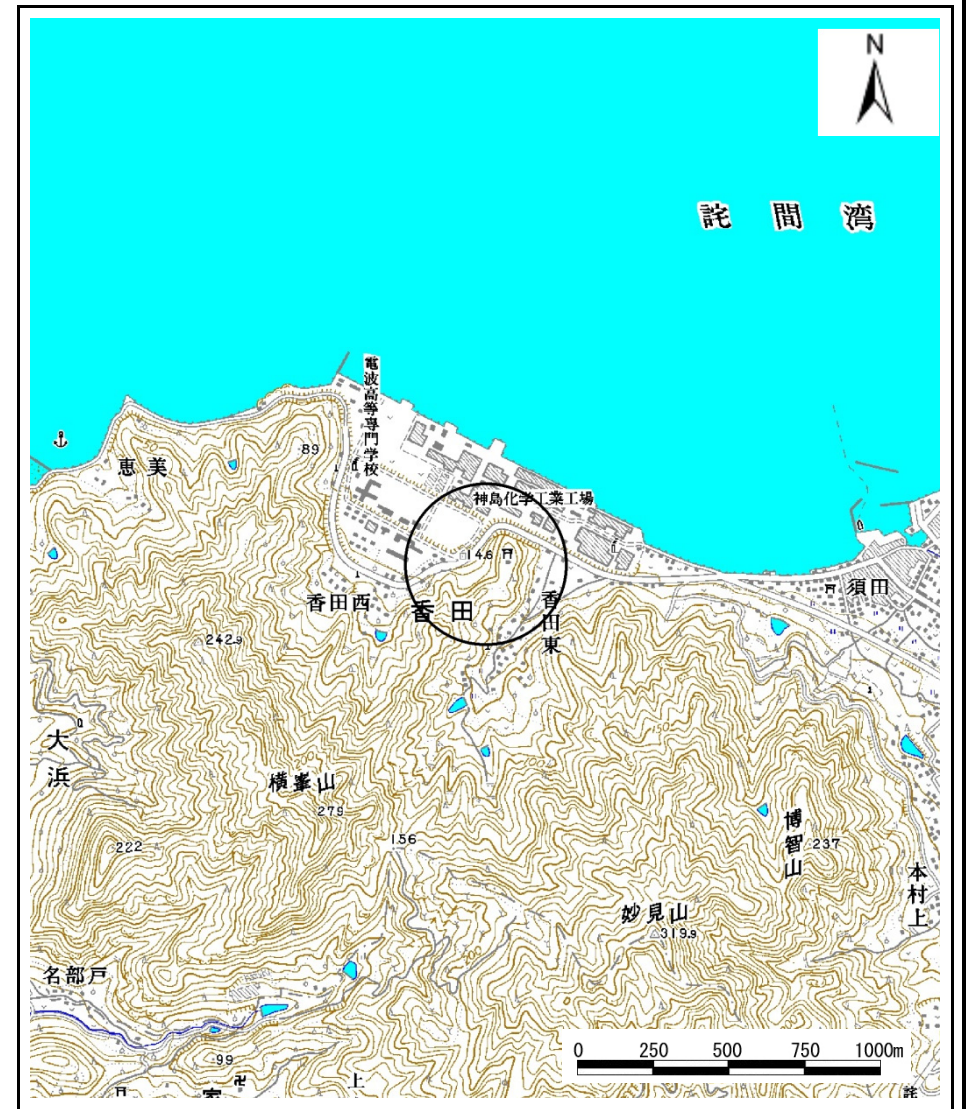 N
詫間湾
電波高等専門学校
89
恵美
神島化学工業工場
14.6
須田
香田西
香田
香田東
242.9
大浜
横峯山
279
博智山
237
222
156
本村上
妙見山
319.9
名部戸
0 250 500 750 1000m
99
上